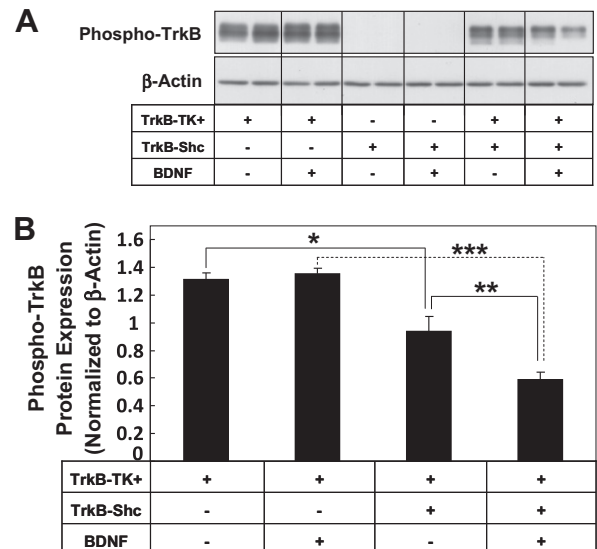 A
Phospho-TrkB
β-Actin
TrkB-TK+ + + - - + +
TrkB-Shc - - + + + +
BDNF - + - + - +
B
Phospho-TrkB
Protein Expression
(Normalized to β-Actin)
1.6
1.4
1.2
1
0.8
0.6
0.4
0.2
0
*
***
**
TrkB-TK+ + + + +
TrkB-Shc - - + +
BDNF - + - +